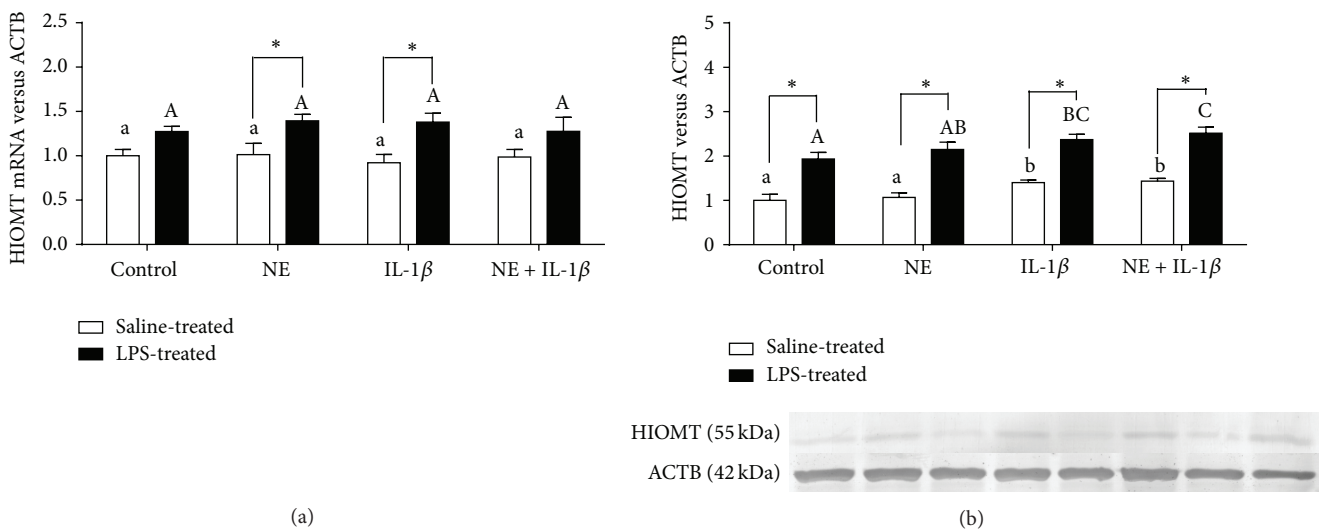 HIOMT mRNA versus ACTB
2.5
2.0
1.5
1.0
0.5
0.0
a
A
a
*
A
a
*
A
a
A
Control
NE
IL-1β
NE + IL-1β
Saline-treated
LPS-treated
(a)
HIOMT versus ACTB
5
4
3
2
1
0
a
*
A
a
*
AB
b
*
BC
b
*
C
Control
NE
IL-1β
NE + IL-1β
Saline-treated
LPS-treated
HIOMT (55 kDa)
ACTB (42 kDa)
(b)